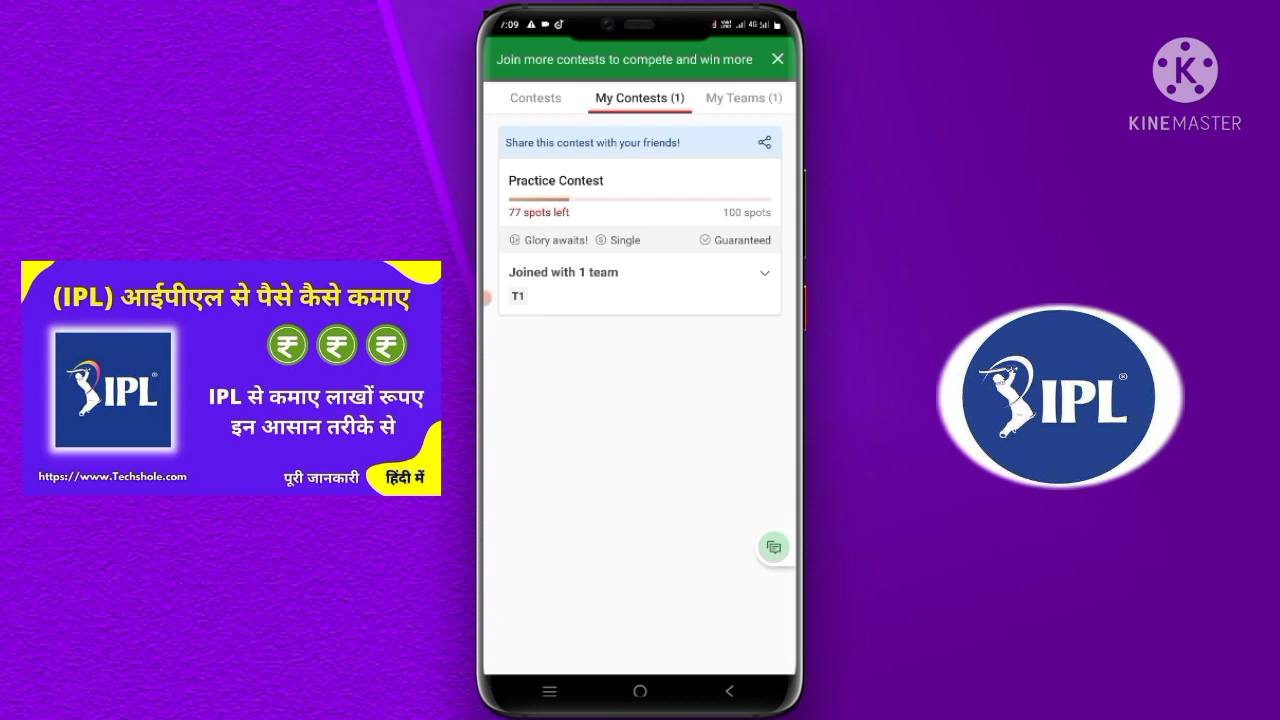 7:09
Join more contests to compete and win more
Contests
My Contests (1)
My Teams (1)
Share this contest with your friends!
Practice Contest
77 spots left
100 spots
Glory awaits!
Single
Guaranteed
Joined with 1 team
T1
(IPL) आईपीएल से पैसे कैसे कमाए
₹ ₹ ₹
IPL
IPL से कमाए लाखों रूपए
इन आसान तरीके से
https://www.Techshole.com
पूरी जानकारी
हिंदी में
K
KINEMASTER
IPL